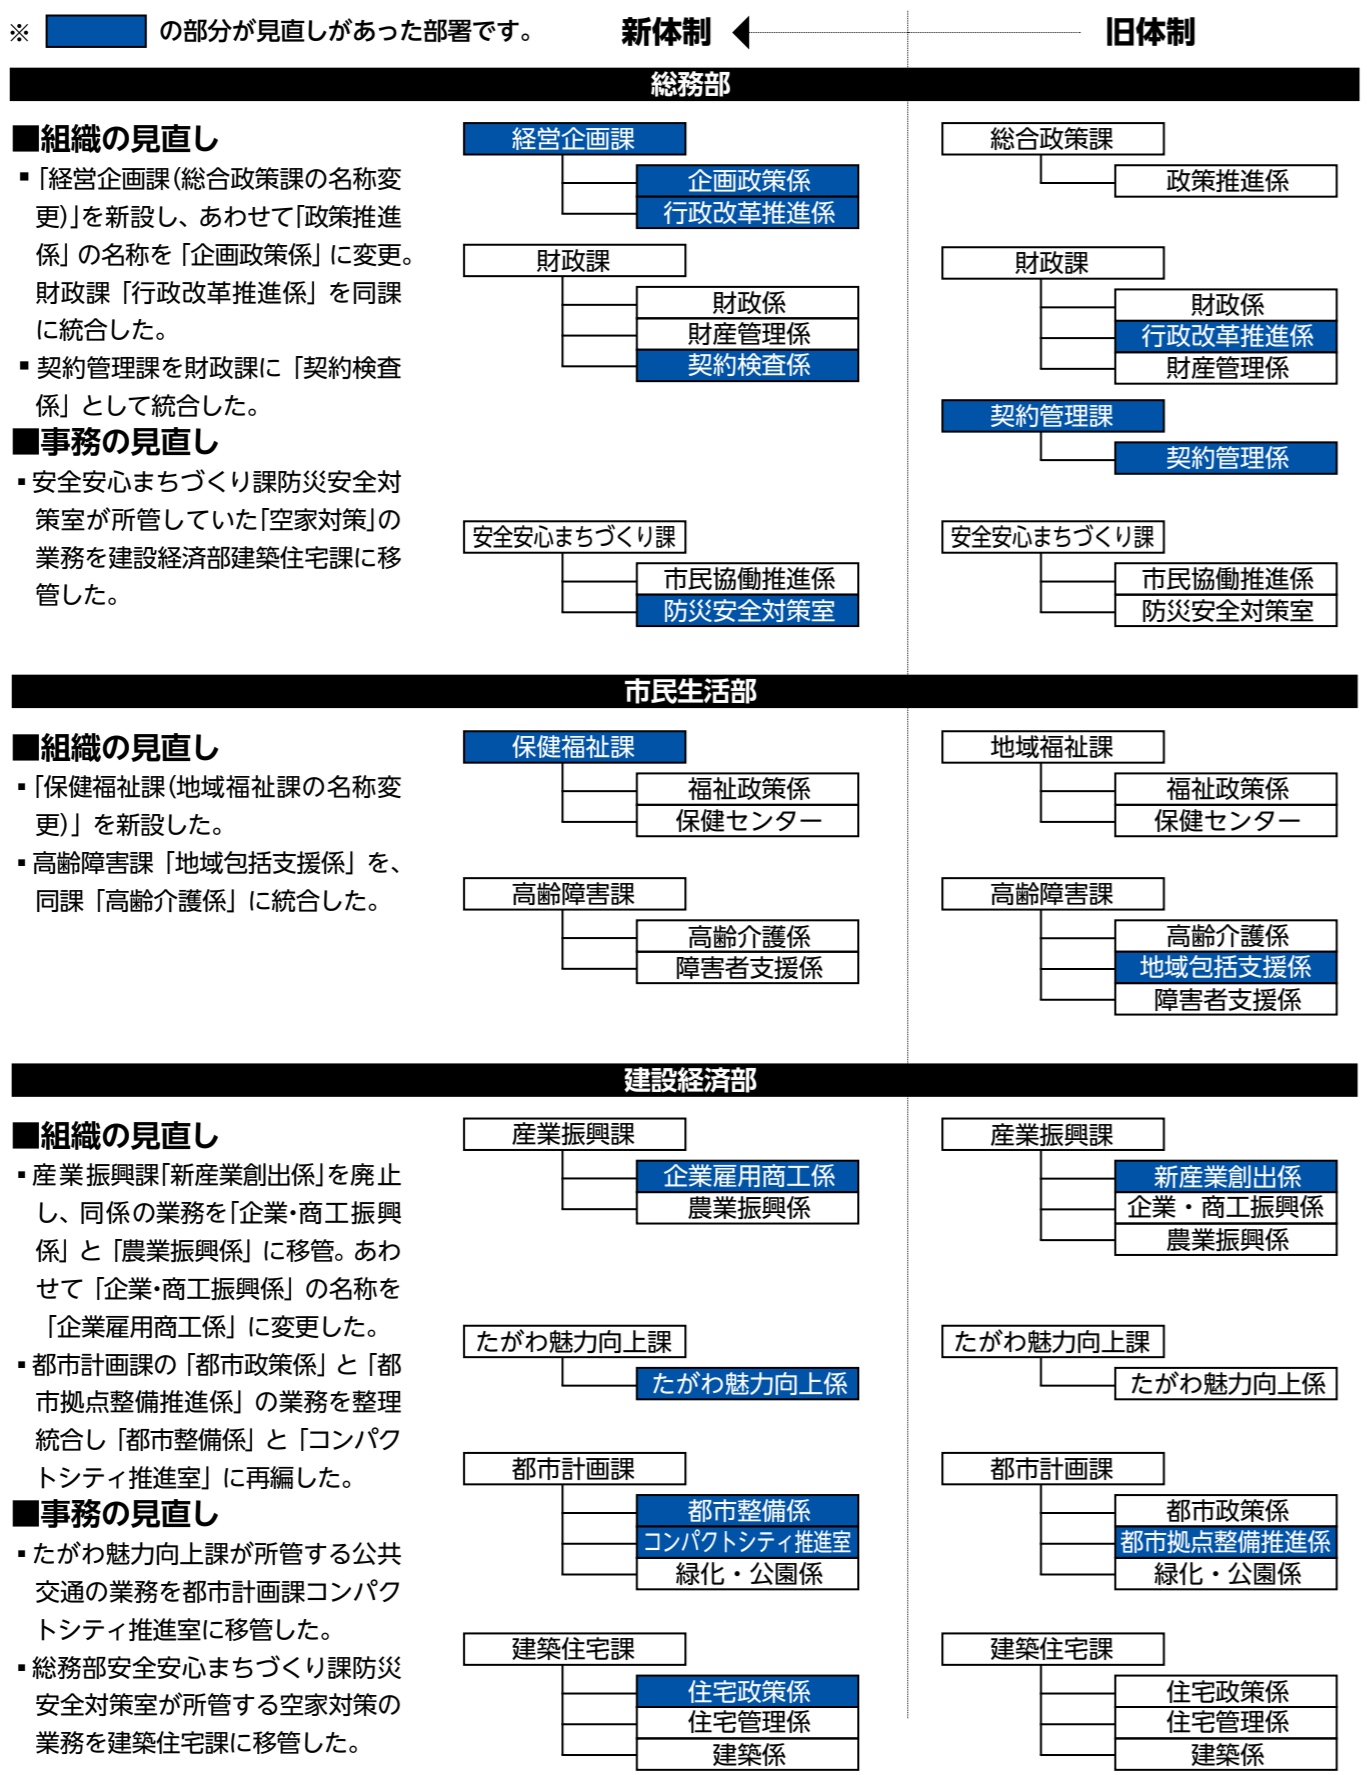 ※ の部分が見直しがあった部署です。
新体制
旧体制
総務部
■組織の見直し
▪「経営企画課(総合政策課の名称変
更)」を新設し、あわせて「政策推進
係」の名称を「企画政策係」に変更。
財政課「行政改革推進係」を同課
に統合した。
▪契約管理課を財政課に「契約検査
係」として統合した。
■事務の見直し
▪安全安心まちづくり課防災安全対
策室が所管していた「空家対策」の
業務を建設経済部建築住宅課に移
管した。
経営企画課
企画政策係
行政改革推進係
財政課
財政係
財産管理係
契約検査係
安全安心まちづくり課
市民協働推進係
防災安全対策室
総合政策課
政策推進係
財政課
財政係
行政改革推進係
財産管理係
契約管理課
契約管理係
安全安心まちづくり課
市民協働推進係
防災安全対策室
市民生活部
■組織の見直し
▪「保健福祉課(地域福祉課の名称変
更)」を新設した。
▪高齢障害課「地域包括支援係」を、
同課「高齢介護係」に統合した。
保健福祉課
福祉政策係
保健センター
高齢障害課
高齢介護係
障害者支援係
地域福祉課
福祉政策係
保健センター
高齢障害課
高齢介護係
地域包括支援係
障害者支援係
建設経済部
■組織の見直し
▪産業振興課「新産業創出係」を廃止
し、同係の業務を「企業・商工振興
係」と「農業振興係」に移管。あわ
せて「企業・商工振興係」の名称を
「企業雇用商工係」に変更した。
▪都市計画課の「都市政策係」と「都
市拠点整備推進係」の業務を整理
統合し「都市整備係」と「コンパク
トシティ推進室」に再編した。
■事務の見直し
▪たがわ魅力向上課が所管する公共
交通の業務を都市計画課コンパク
トシティ推進室に移管した。
▪総務部安全安心まちづくり課防災
安全対策室が所管する空家対策の
業務を建築住宅課に移管した。
産業振興課
企業雇用商工係
農業振興係
たがわ魅力向上課
たがわ魅力向上係
都市計画課
都市整備係
コンパクトシティ推進室
緑化・公園係
建築住宅課
住宅政策係
住宅管理係
建築係
産業振興課
新産業創出係
企業・商工振興係
農業振興係
たがわ魅力向上課
たがわ魅力向上係
都市計画課
都市政策係
都市拠点整備推進係
緑化・公園係
建築住宅課
住宅政策係
住宅管理係
建築係